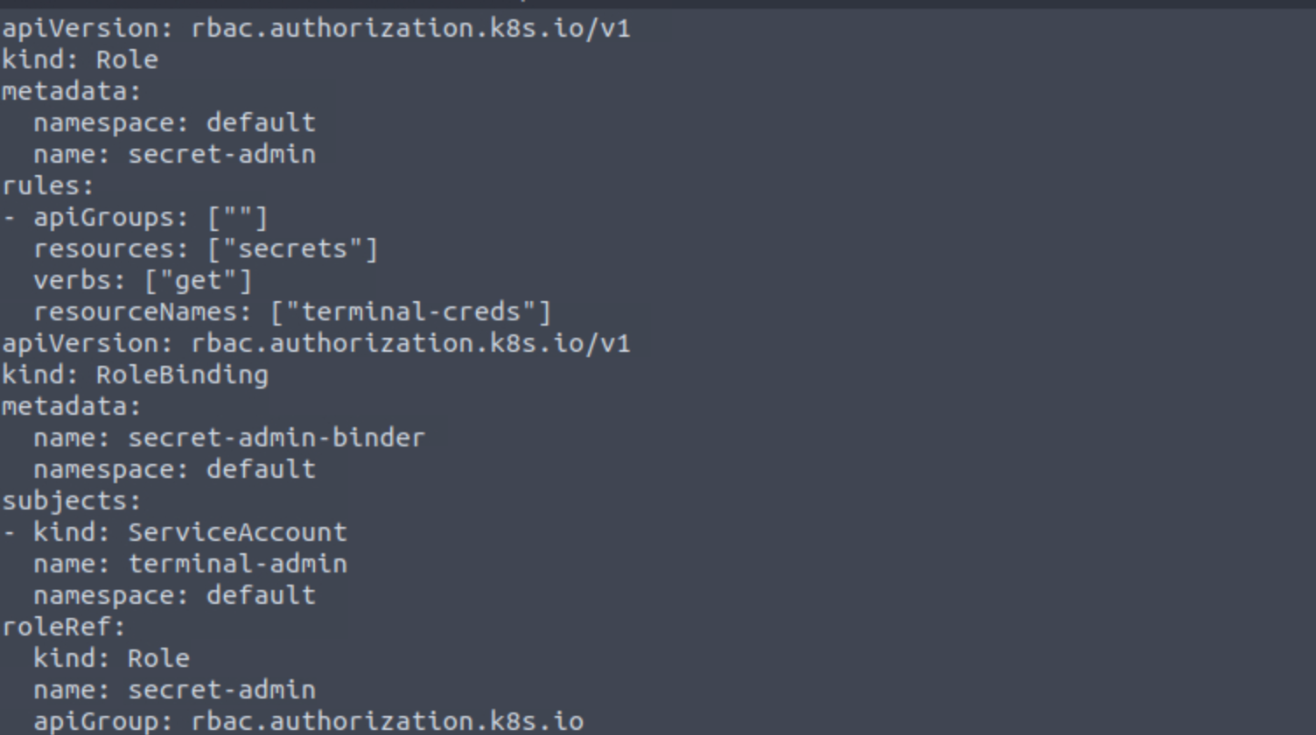 apiVersion: rbac.authorization.k8s.io/v1
kind: Role
metadata:
  namespace: default
  name: secret-admin
rules:
- apiGroups: [""]
  resources: ["secrets"]
  verbs: ["get"]
  resourceNames: ["terminal-creds"]
apiVersion: rbac.authorization.k8s.io/v1
kind: RoleBinding
metadata:
  name: secret-admin-binder
  namespace: default
subjects:
- kind: ServiceAccount
  name: terminal-admin
  namespace: default
roleRef:
  kind: Role
  name: secret-admin
  apiGroup: rbac.authorization.k8s.io